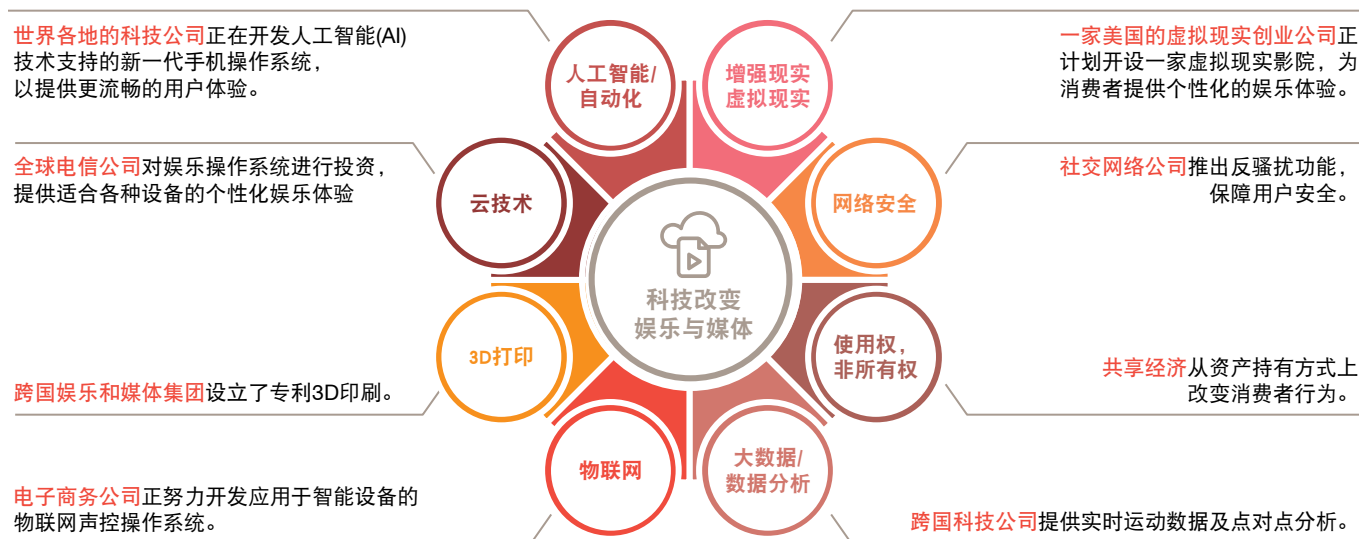 世界各地的科技公司正在开发人工智能(AI)
技术支持的新一代手机操作系统，
以提供更流畅的用户体验。
人工智能/
自动化
增强现实
虚拟现实
一家美国的虚拟现实创业公司正
计划开设一家虚拟现实影院，为
消费者提供个性化的娱乐体验。
全球电信公司对娱乐操作系统进行投资，
提供适合各种设备的个性化娱乐体验
云技术
网络安全
社交网络公司推出反骚扰功能，
保障用户安全。
科技改变
娱乐与媒体
跨国娱乐和媒体集团设立了专利3D印刷。
3D打印
使用权，
非所有权
共享经济从资产持有方式上
改变消费者行为。
电子商务公司正努力开发应用于智能设备的
物联网声控操作系统。
物联网
大数据/
数据分析
跨国科技公司提供实时运动数据及点对点分析。